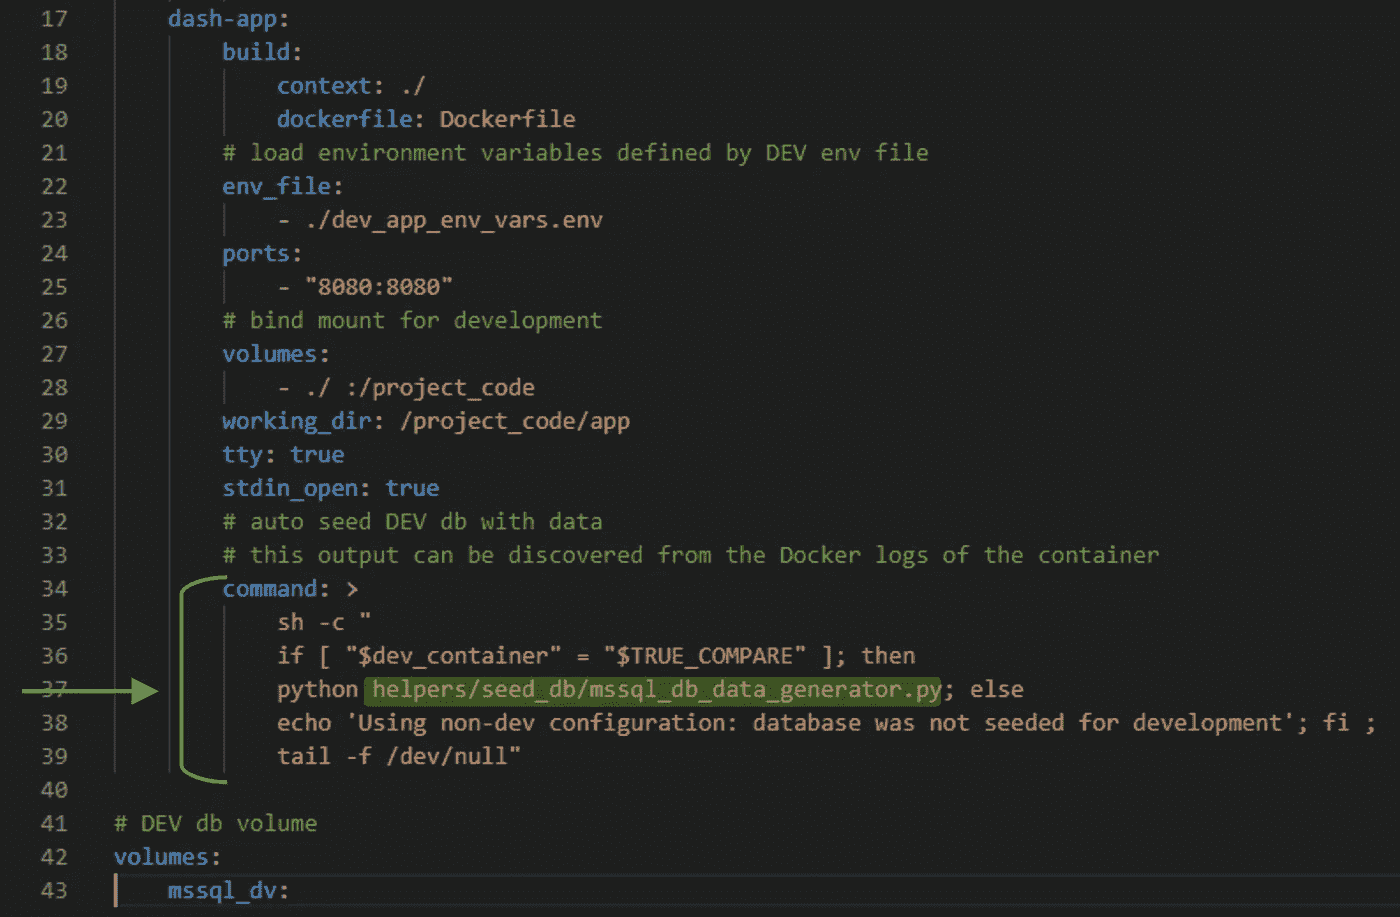 17 dash-app:
18 build:
19 context: ./
20 dockerfile: Dockerfile
21 # load environment variables defined by DEV env file
22 env_file:
23 - ./dev_app_env_vars.env
24 ports:
25 - "8080:8080"
26 # bind mount for development
27 volumes:
28 - ./ :/project_code
29 working_dir: /project_code/app
30 tty: true
31 stdin_open: true
32 # auto seed DEV db with data
33 # this output can be discovered from the Docker logs of the container
34 command: >
35 sh -c "
36 if [ "$dev_container" = "$TRUE_COMPARE" ]; then
37 python helpers/seed_db/mssql_db_data_generator.py; else
38 echo 'Using non-dev configuration: database was not seeded for development'; fi ;
39 tail -f /dev/null"
40
41 # DEV db volume
42 volumes:
43 mssql_dv: